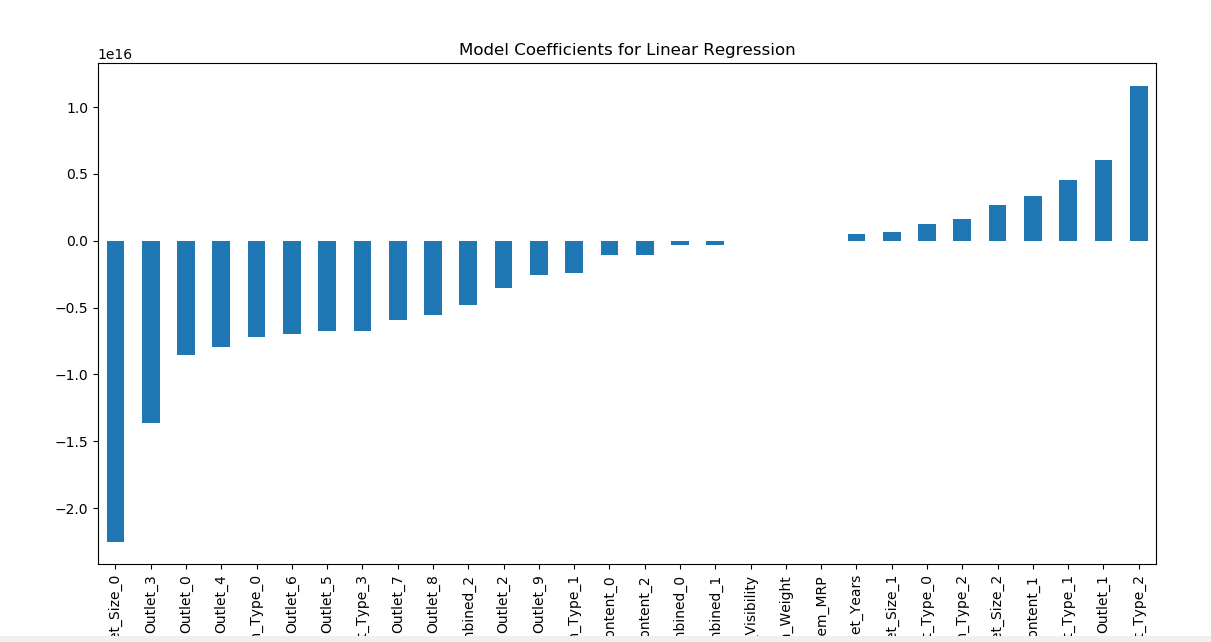 Model Coefficients for Linear Regression
1e16
1.0
0.5
0.0
−0.5
−1.0
−1.5
−2.0
et_Size_0
Outlet_3
Outlet_0
Outlet_4
n_Type_0
Outlet_6
Outlet_5
t_Type_3
Outlet_7
Outlet_8
mbined_2
Outlet_2
Outlet_9
n_Type_1
ontent_0
ontent_2
mbined_0
mbined_1
_Visibility
n_Weight
em_MRP
et_Years
et_Size_1
t_Type_0
n_Type_2
et_Size_2
ontent_1
t_Type_1
Outlet_1
t_Type_2